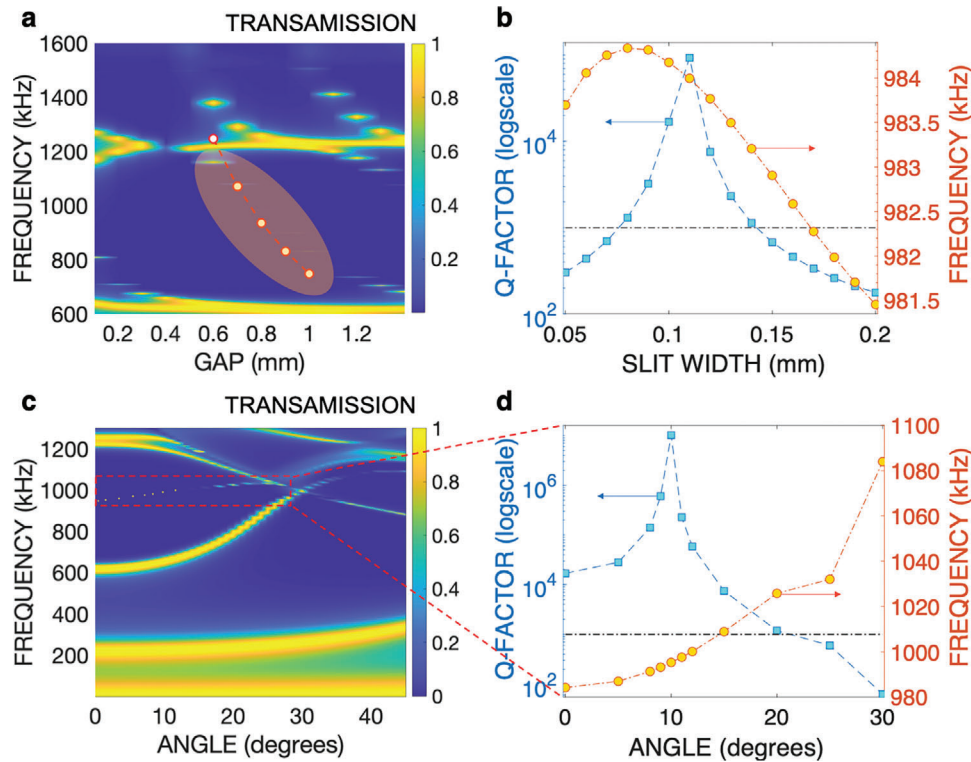 a
TRANSAMISSION
1600
1400
1200
1000
800
600
FREQUENCY (kHz)
0.2 0.4 0.6 0.8 1 1.2
GAP (mm)
1
0.8
0.6
0.4
0.2
b
Q-FACTOR (logscale)
10^4
10^2
984
983.5
983
982.5
982
981.5
FREQUENCY (kHz)
0.05 0.1 0.15 0.2
SLIT WIDTH (mm)
c
TRANSAMISSION
1200
1000
800
600
400
200
FREQUENCY (kHz)
0 10 20 30 40
ANGLE (degrees)
1
0.8
0.6
0.4
0.2
0
d
Q-FACTOR (logscale)
10^6
10^4
10^2
1100
1080
1060
1040
1020
1000
980
FREQUENCY (kHz)
0 10 20 30
ANGLE (degrees)